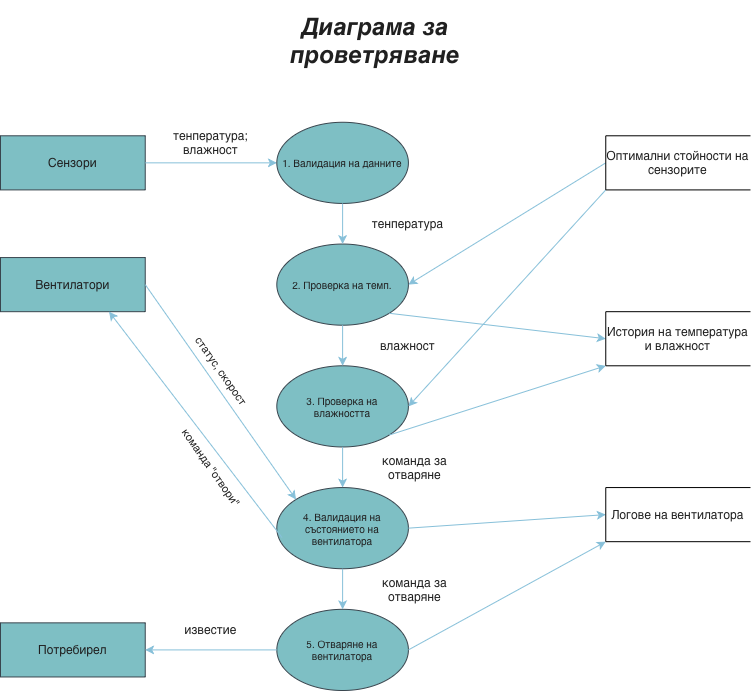 Диаграма за
проветряване
тенпература;
влажност
Сензори
1. Валидация на данните
Оптимални стойности на
сензорите
тенпература
Вентилатори
2. Проверка на темп.
История на температура
и влажност
влажност
статус, скорост
3. Проверка на
влажността
команда "отвори"
команда за
отваряне
4. Валидация на
състоянието на
вентилатора
Логове на вентилатора
команда за
отваряне
известие
Потребирел
5. Отваряне на
вентилатора